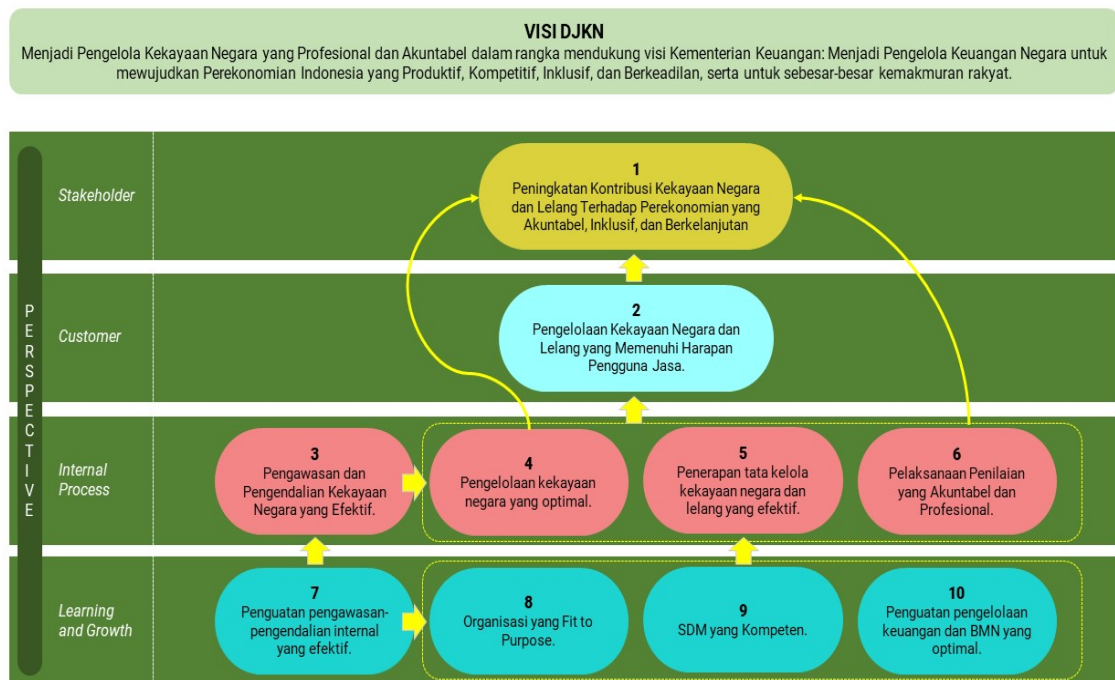 VISI DJKN
Menjadi Pengelola Kekayaan Negara yang Profesional dan Akuntabel dalam rangka mendukung visi Kementerian Keuangan: Menjadi Pengelola Keuangan Negara untuk
mewujudkan Perekonomian Indonesia yang Produktif, Kompetitif, Inklusif, dan Berkeadilan, serta untuk sebesar-besar kemakmuran rakyat.
PERSPECTIVE
Stakeholder
1
Peningkatan Kontribusi Kekayaan Negara
dan Lelang Terhadap Perekonomian yang
Akuntabel, Inklusif, dan Berkelanjutan
Customer
2
Pengelolaan Kekayaan Negara dan
Lelang yang Memenuhi Harapan
Pengguna Jasa.
Internal
Process
3
Pengawasan dan
Pengendalian Kekayaan
Negara yang Efektif.
4
Pengelolaan kekayaan
negara yang optimal.
5
Penerapan tata kelola
kekayaan negara dan
lelang yang efektif.
6
Pelaksanaan Penilaian
yang Akuntabel dan
Profesional.
Learning
and Growth
7
Penguatan pengawasan-
pengendalian internal
yang efektif.
8
Organisasi yang Fit to
Purpose.
9
SDM yang Kompeten.
10
Penguatan pengelolaan
keuangan dan BMN yang
optimal.